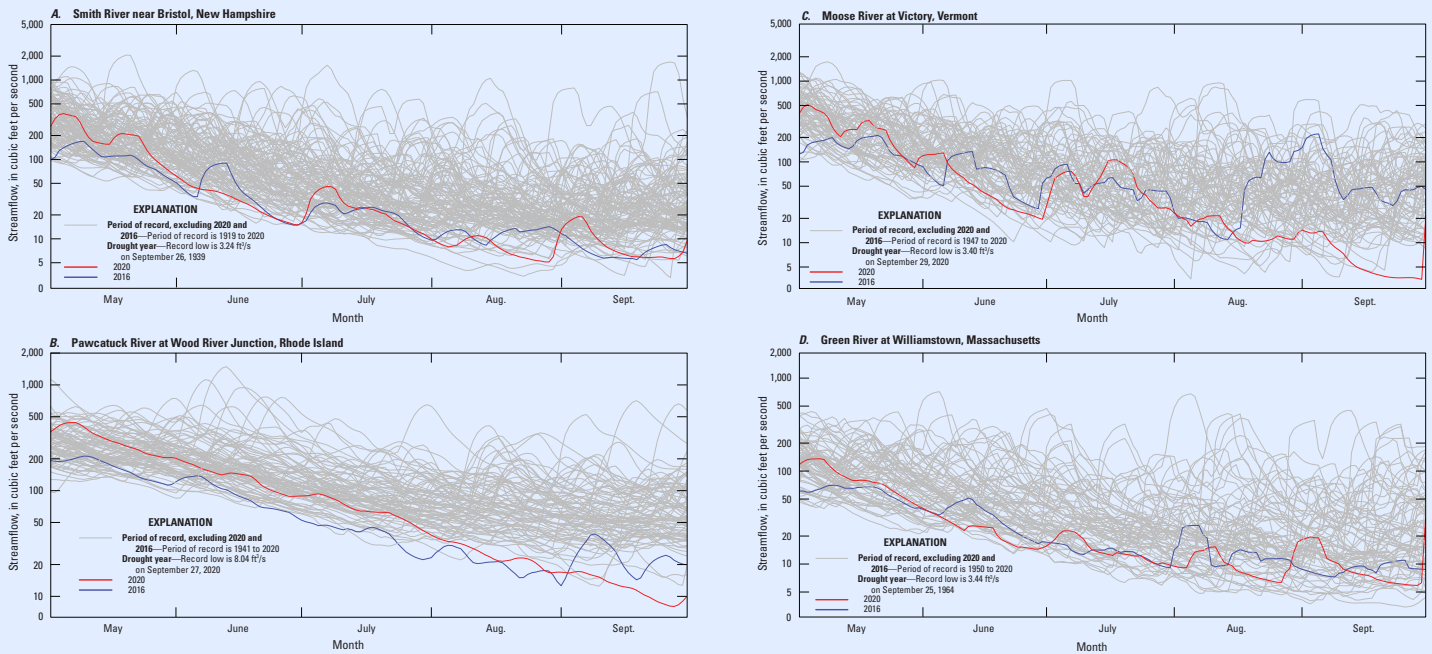 A. Smith River near Bristol, New Hampshire
5,000
2,000
1,000
500
200
100
50
20
10
5
0
Streamflow, in cubic feet per second
EXPLANATION
Period of record, excluding 2020 and
2016—Period of record is 1919 to 2020
Drought year—Record low is 3.24 ft³/s
on September 26, 1939
2020
2016
May
June
July
Aug.
Sept.
Month
B. Pawcatuck River at Wood River Junction, Rhode Island
2,000
1,000
500
200
100
50
20
10
0
Streamflow, in cubic feet per second
EXPLANATION
Period of record, excluding 2020 and
2016—Period of record is 1941 to 2020
Drought year—Record low is 8.04 ft³/s
on September 27, 2020
2020
2016
May
June
July
Aug.
Sept.
Month
C. Moose River at Victory, Vermont
5,000
2,000
1,000
500
200
100
50
20
10
5
0
Streamflow, in cubic feet per second
EXPLANATION
Period of record, excluding 2020 and
2016—Period of record is 1947 to 2020
Drought year—Record low is 3.40 ft³/s
on September 29, 2020
2020
2016
May
June
July
Aug.
Sept.
Month
D. Green River at Williamstown, Massachusetts
2,000
1,000
500
200
100
50
20
10
5
0
Streamflow, in cubic feet per second
EXPLANATION
Period of record, excluding 2020 and
2016—Period of record is 1950 to 2020
Drought year—Record low is 3.44 ft³/s
on September 25, 1964
2020
2016
May
June
July
Aug.
Sept.
Month